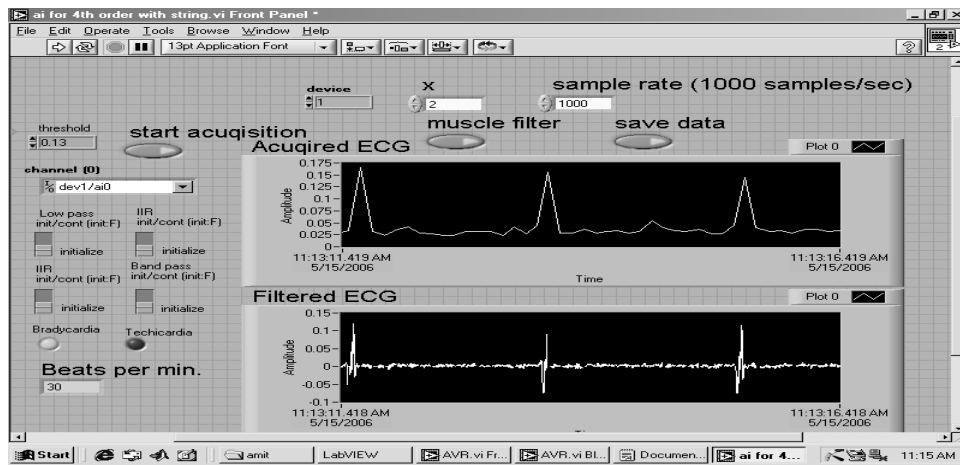 ai for 4th order with string.vi Front Panel *
File Edit Operate Tools Browse Window Help
13pt Application Font
2
device
1
x
2
sample rate (1000 samples/sec)
1000
threshold
0.13
start acuqisition
muscle filter
save data
channel (0)
dev1/ai0
Low pass
init/cont (init:F)
initialize
IIR
init/cont (init:F)
initialize
IIR
init/cont (init:F)
initialize
Band pass
init/cont (init:F)
initialize
Bradycardia
Techicardia
Beats per min.
30
Acuqired ECG
Plot 0
Amplitude
0.175
0.15
0.125
0.1
0.075
0.05
0.025
0
11:13:11.419 AM
5/15/2006
11:13:16.419 AM
5/15/2006
Time
Filtered ECG
Plot 0
Amplitude
0.15
0.1
0.05
0
-0.05
-0.1
11:13:11.418 AM
5/15/2006
11:13:16.418 AM
5/15/2006
Start
amit
LabVIEW
AVR.vi Fr...
AVR.vi Bl...
Documen...
ai for 4...
11:15 AM